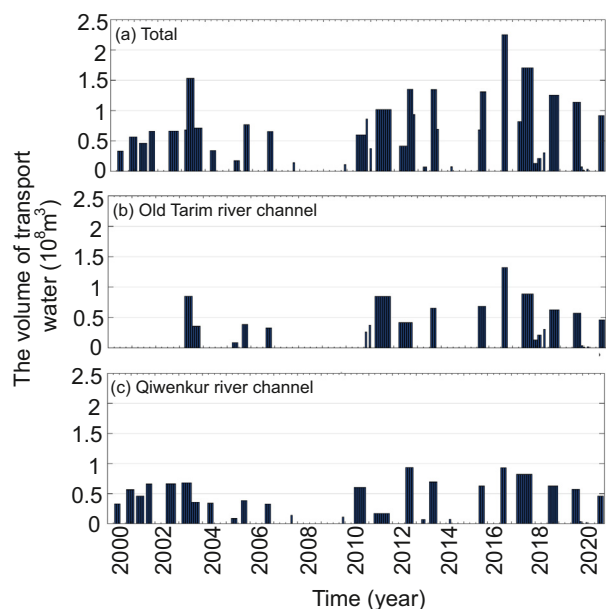 (a) Total
2.5
2
1.5
1
0.5
0
(b) Old Tarim river channel
2.5
2
1.5
1
0.5
0
(c) Qiwenkur river channel
2.5
2
1.5
1
0.5
0
The volume of transport
water (10⁸m³)
2000 2002 2004 2006 2008 2010 2012 2014 2016 2018 2020
Time (year)